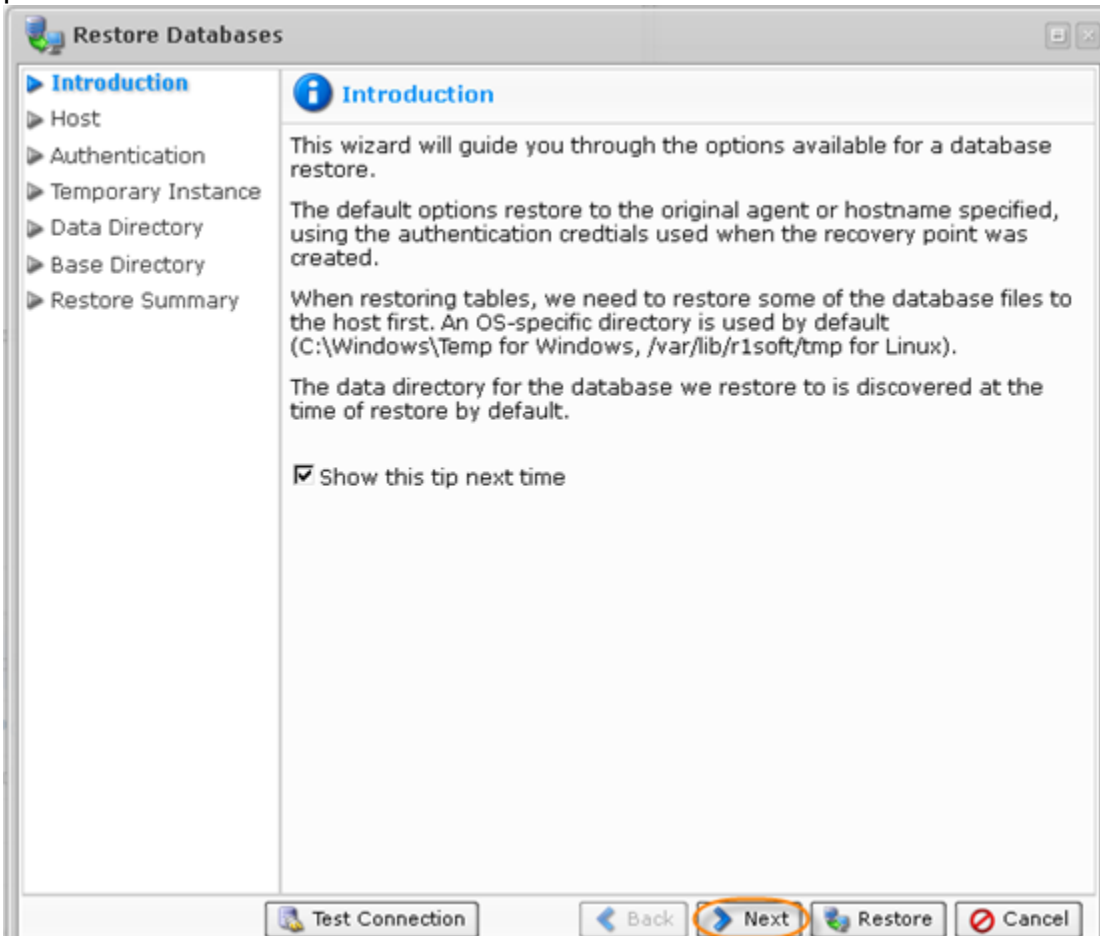 Restore Databases
Introduction
Host
Authentication
Temporary Instance
Data Directory
Base Directory
Restore Summary
Introduction
This wizard will guide you through the options available for a database
restore.
The default options restore to the original agent or hostname specified,
using the authentication credtials used when the recovery point was
created.
When restoring tables, we need to restore some of the database files to
the host first. An OS-specific directory is used by default
(C:\Windows\Temp for Windows, /var/lib/r1soft/tmp for Linux).
The data directory for the database we restore to is discovered at the
time of restore by default.
Show this tip next time
Test Connection
Back
Next
Restore
Cancel